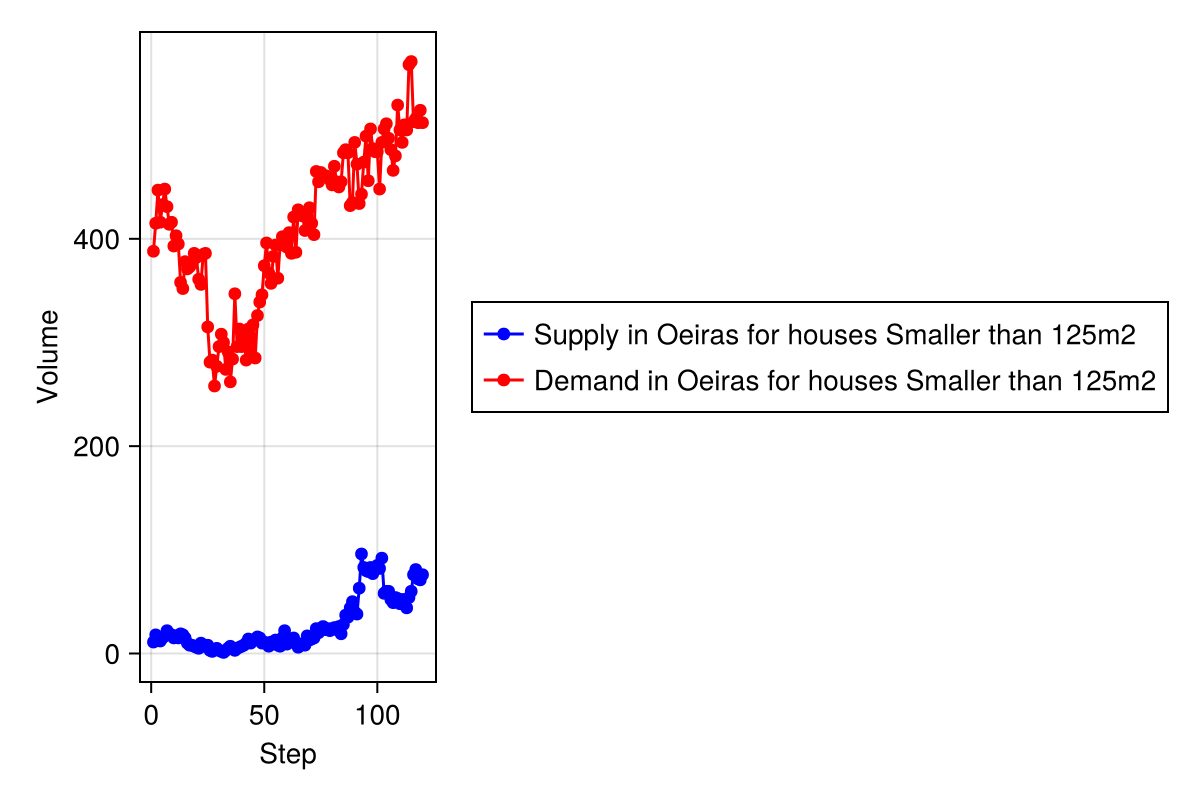 Volume
400
200
0
0 50 100
Step
Supply in Oeiras for houses Smaller than 125m2
Demand in Oeiras for houses Smaller than 125m2